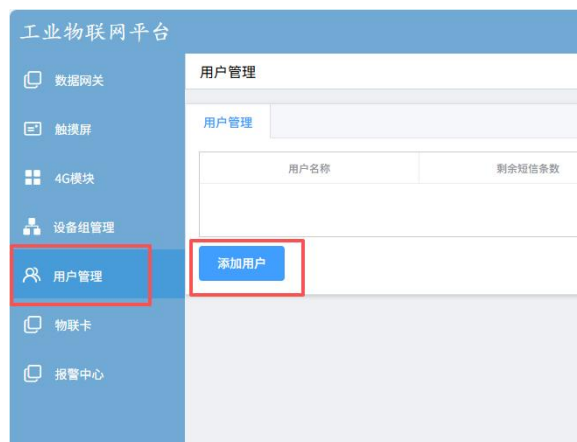 工业物联网平台
数据网关
触摸屏
4G模块
设备组管理
用户管理
物联卡
报警中心
用户管理
用户管理
用户名称 剩余短信条数
添加用户